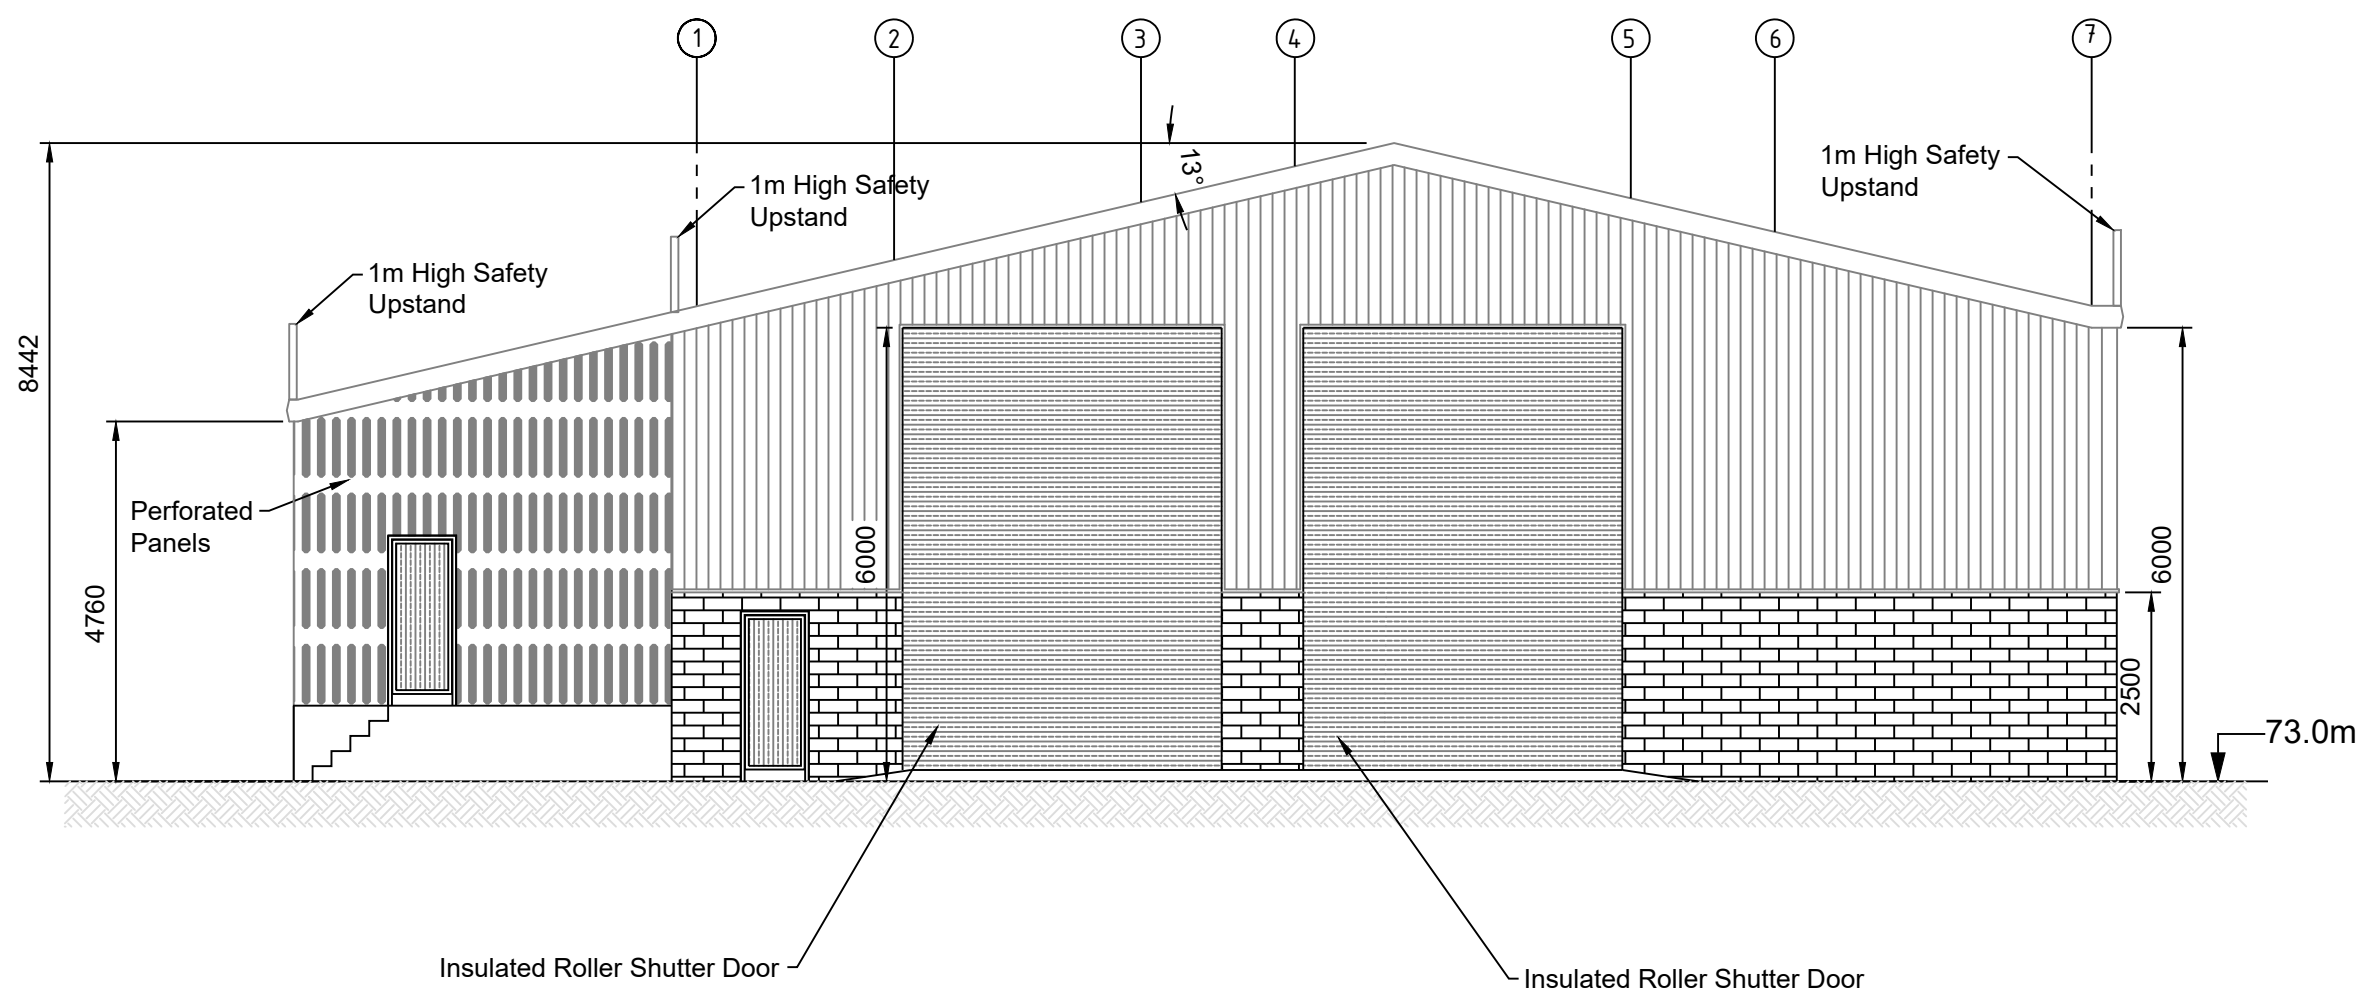 1
2
3
4
5
6
7
13°
1m High Safety
Upstand
1m High Safety
Upstand
1m High Safety
Upstand
8442
Perforated
Panels
4760
6000
6000
2500
73.0m
Insulated Roller Shutter Door
Insulated Roller Shutter Door